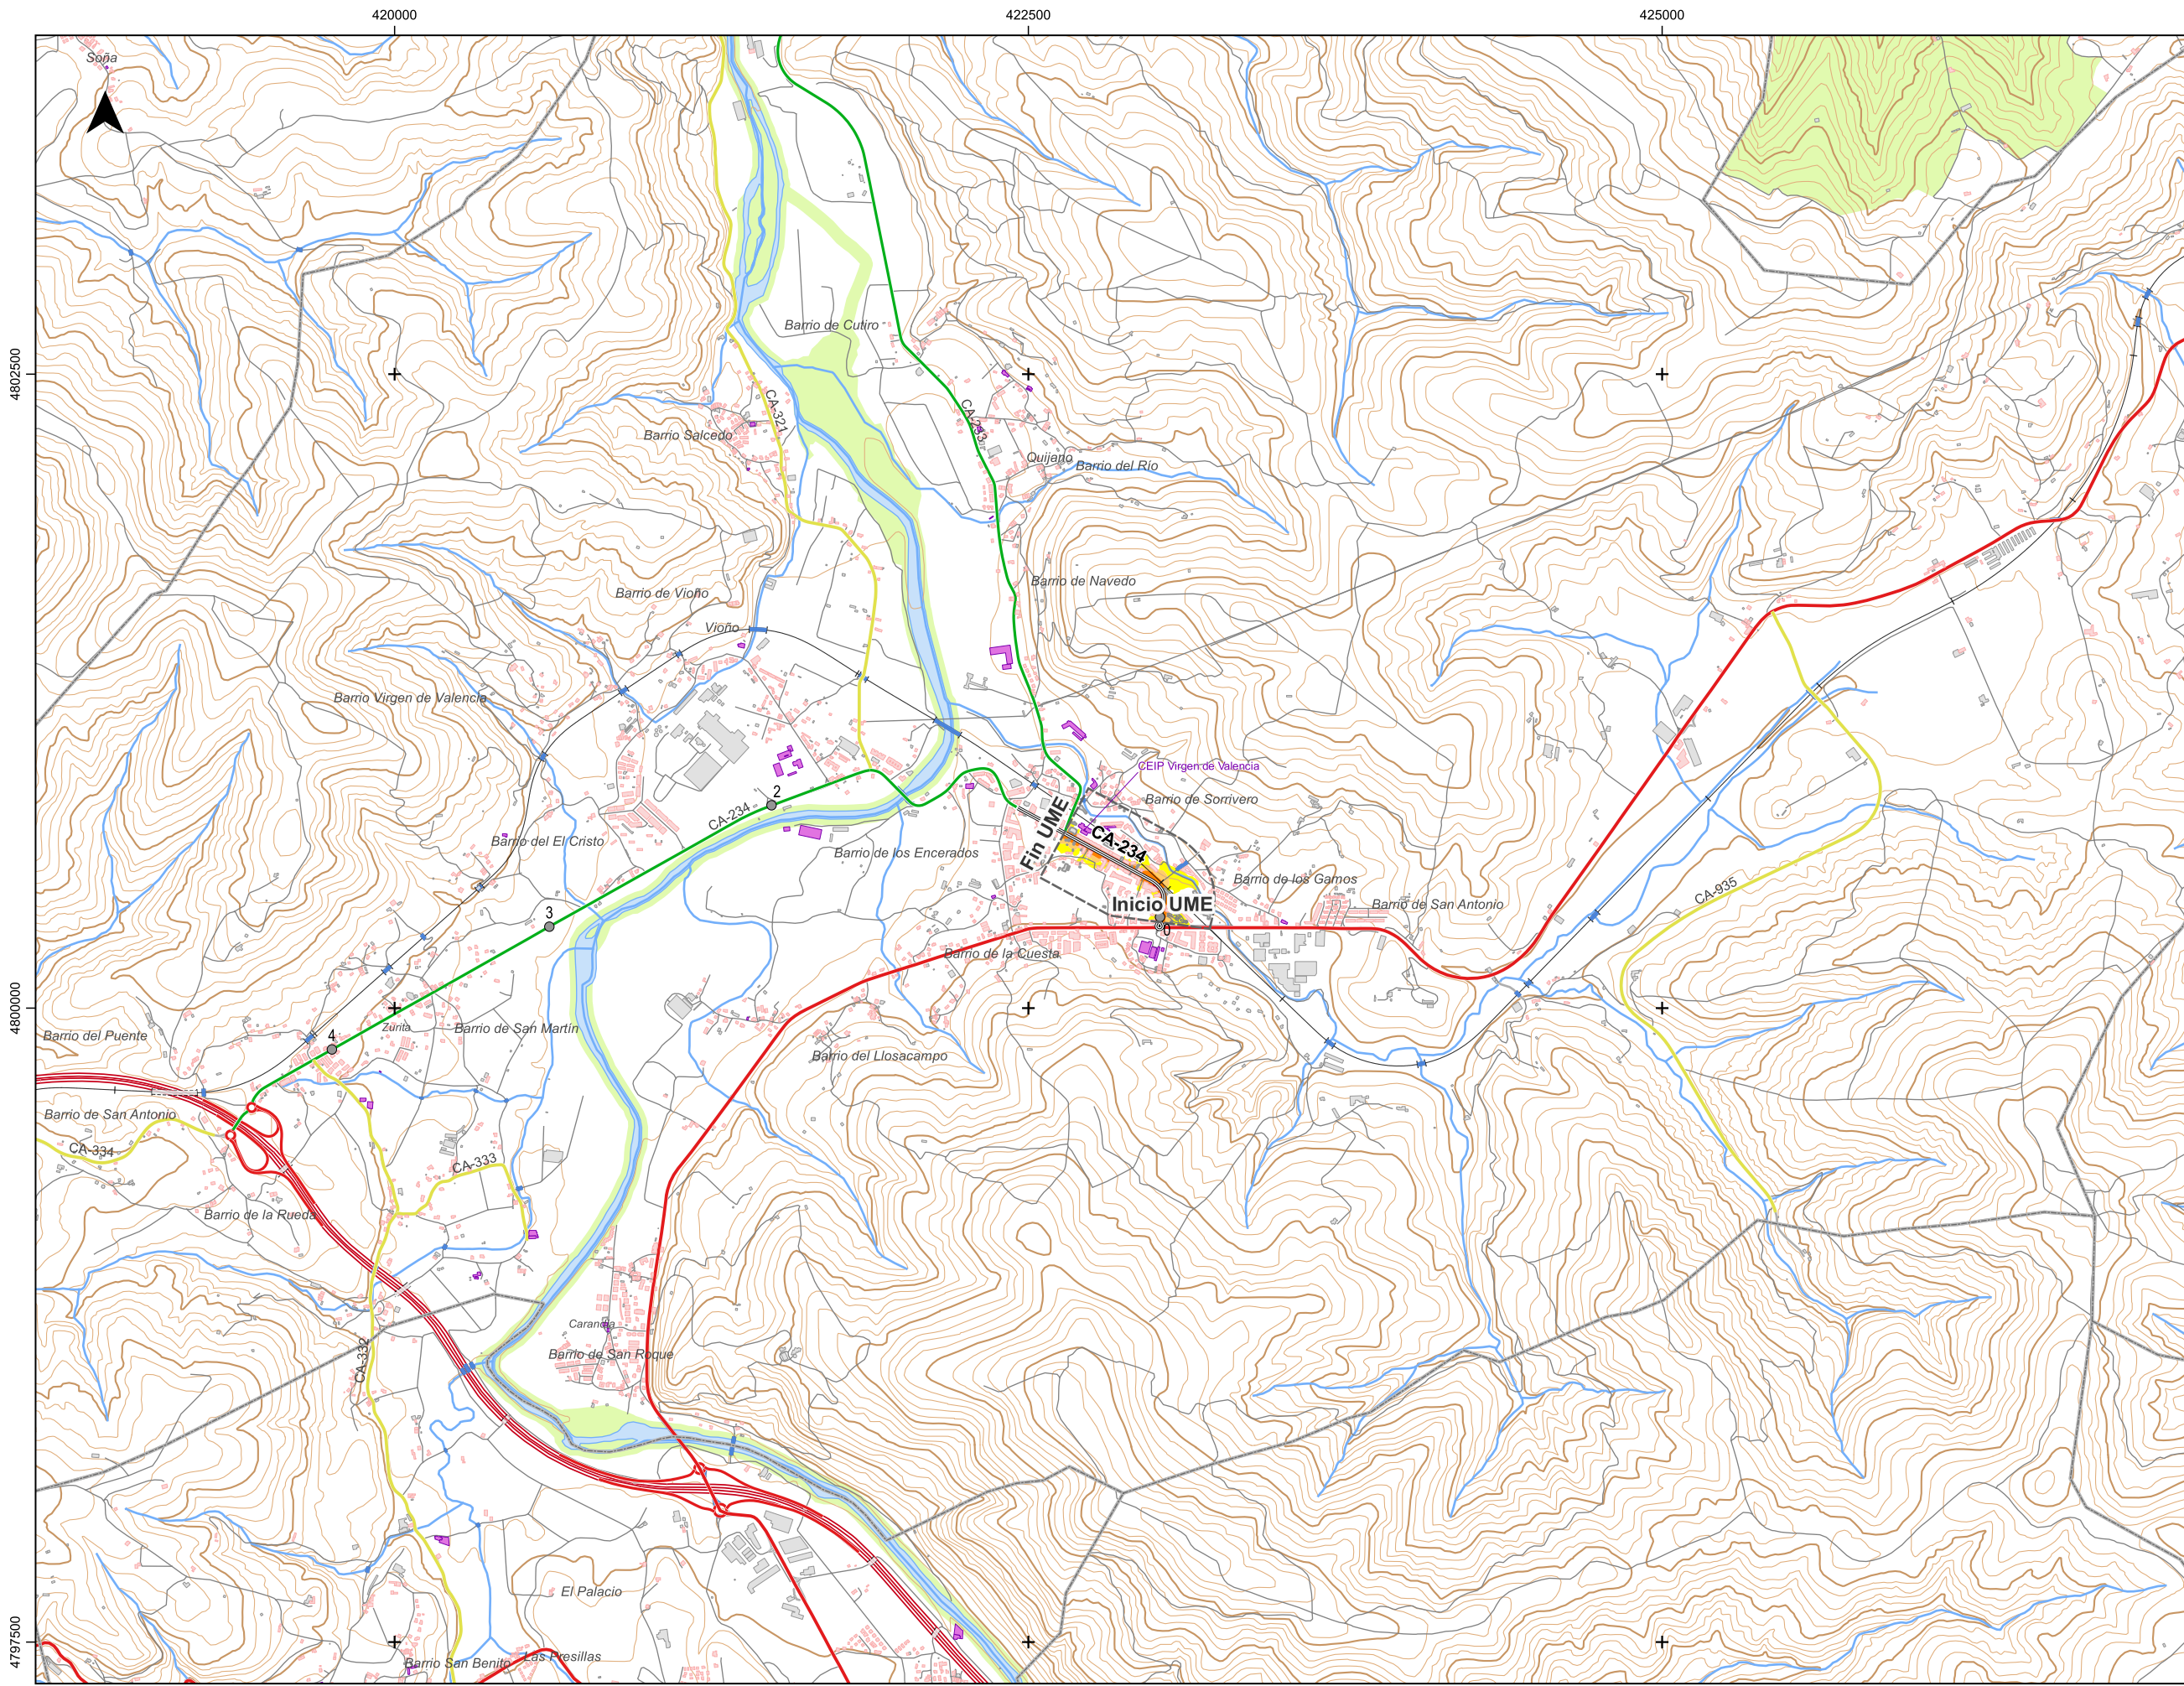 420000
422500
425000
Soña
4802500
Barrio de Cutiro
CA-321
CA-233
Barrio Salcedo
Quijano
Barrio del Río
Barrio de Navedo
Barrio de Vioño
Vioño
Barrio Virgen de Valencia
CEIP Virgen de Valencia
2
CA-234
Barrio de Sorrivero
Fin UME
CA-234
Barrio del El Cristo
Barrio de los Encerados
Barrio de los Gamos
CA-935
Inicio UME
Barrio de San Antonio
3
0
Barrio de la Cuesta
4800000
Zurita
Barrio de San Martín
Barrio del Puente
4
Barrio del Llosacampo
Barrio de San Antonio
CA-334
CA-333
Barrio de la Rueda
Carandia
Barrio de San Roque
CA-332
El Palacio
4797500
Las Presillas
Barrio San Benito